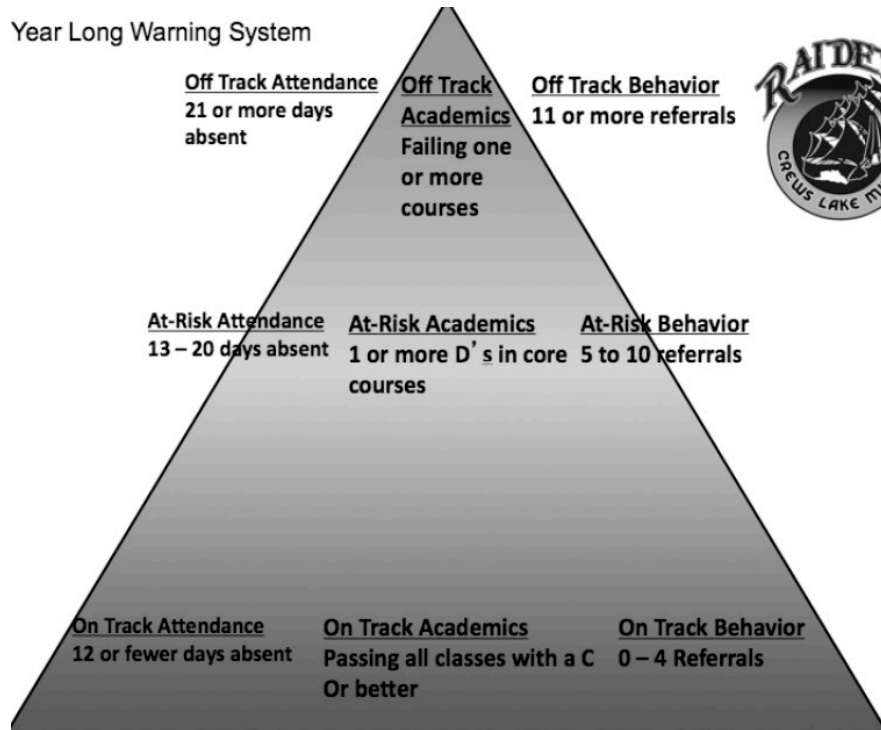 Year Long Warning System
Off Track Attendance
21 or more days
absent
Off Track
Academics
Failing one
or more
courses
Off Track Behavior
11 or more referrals
CREWS LAKE
At-Risk Attendance
13 – 20 days absent
At-Risk Academics
1 or more D's in core
courses
At-Risk Behavior
5 to 10 referrals
On Track Attendance
12 or fewer days absent
On Track Academics
Passing all classes with a C
Or better
On Track Behavior
0 – 4 Referrals